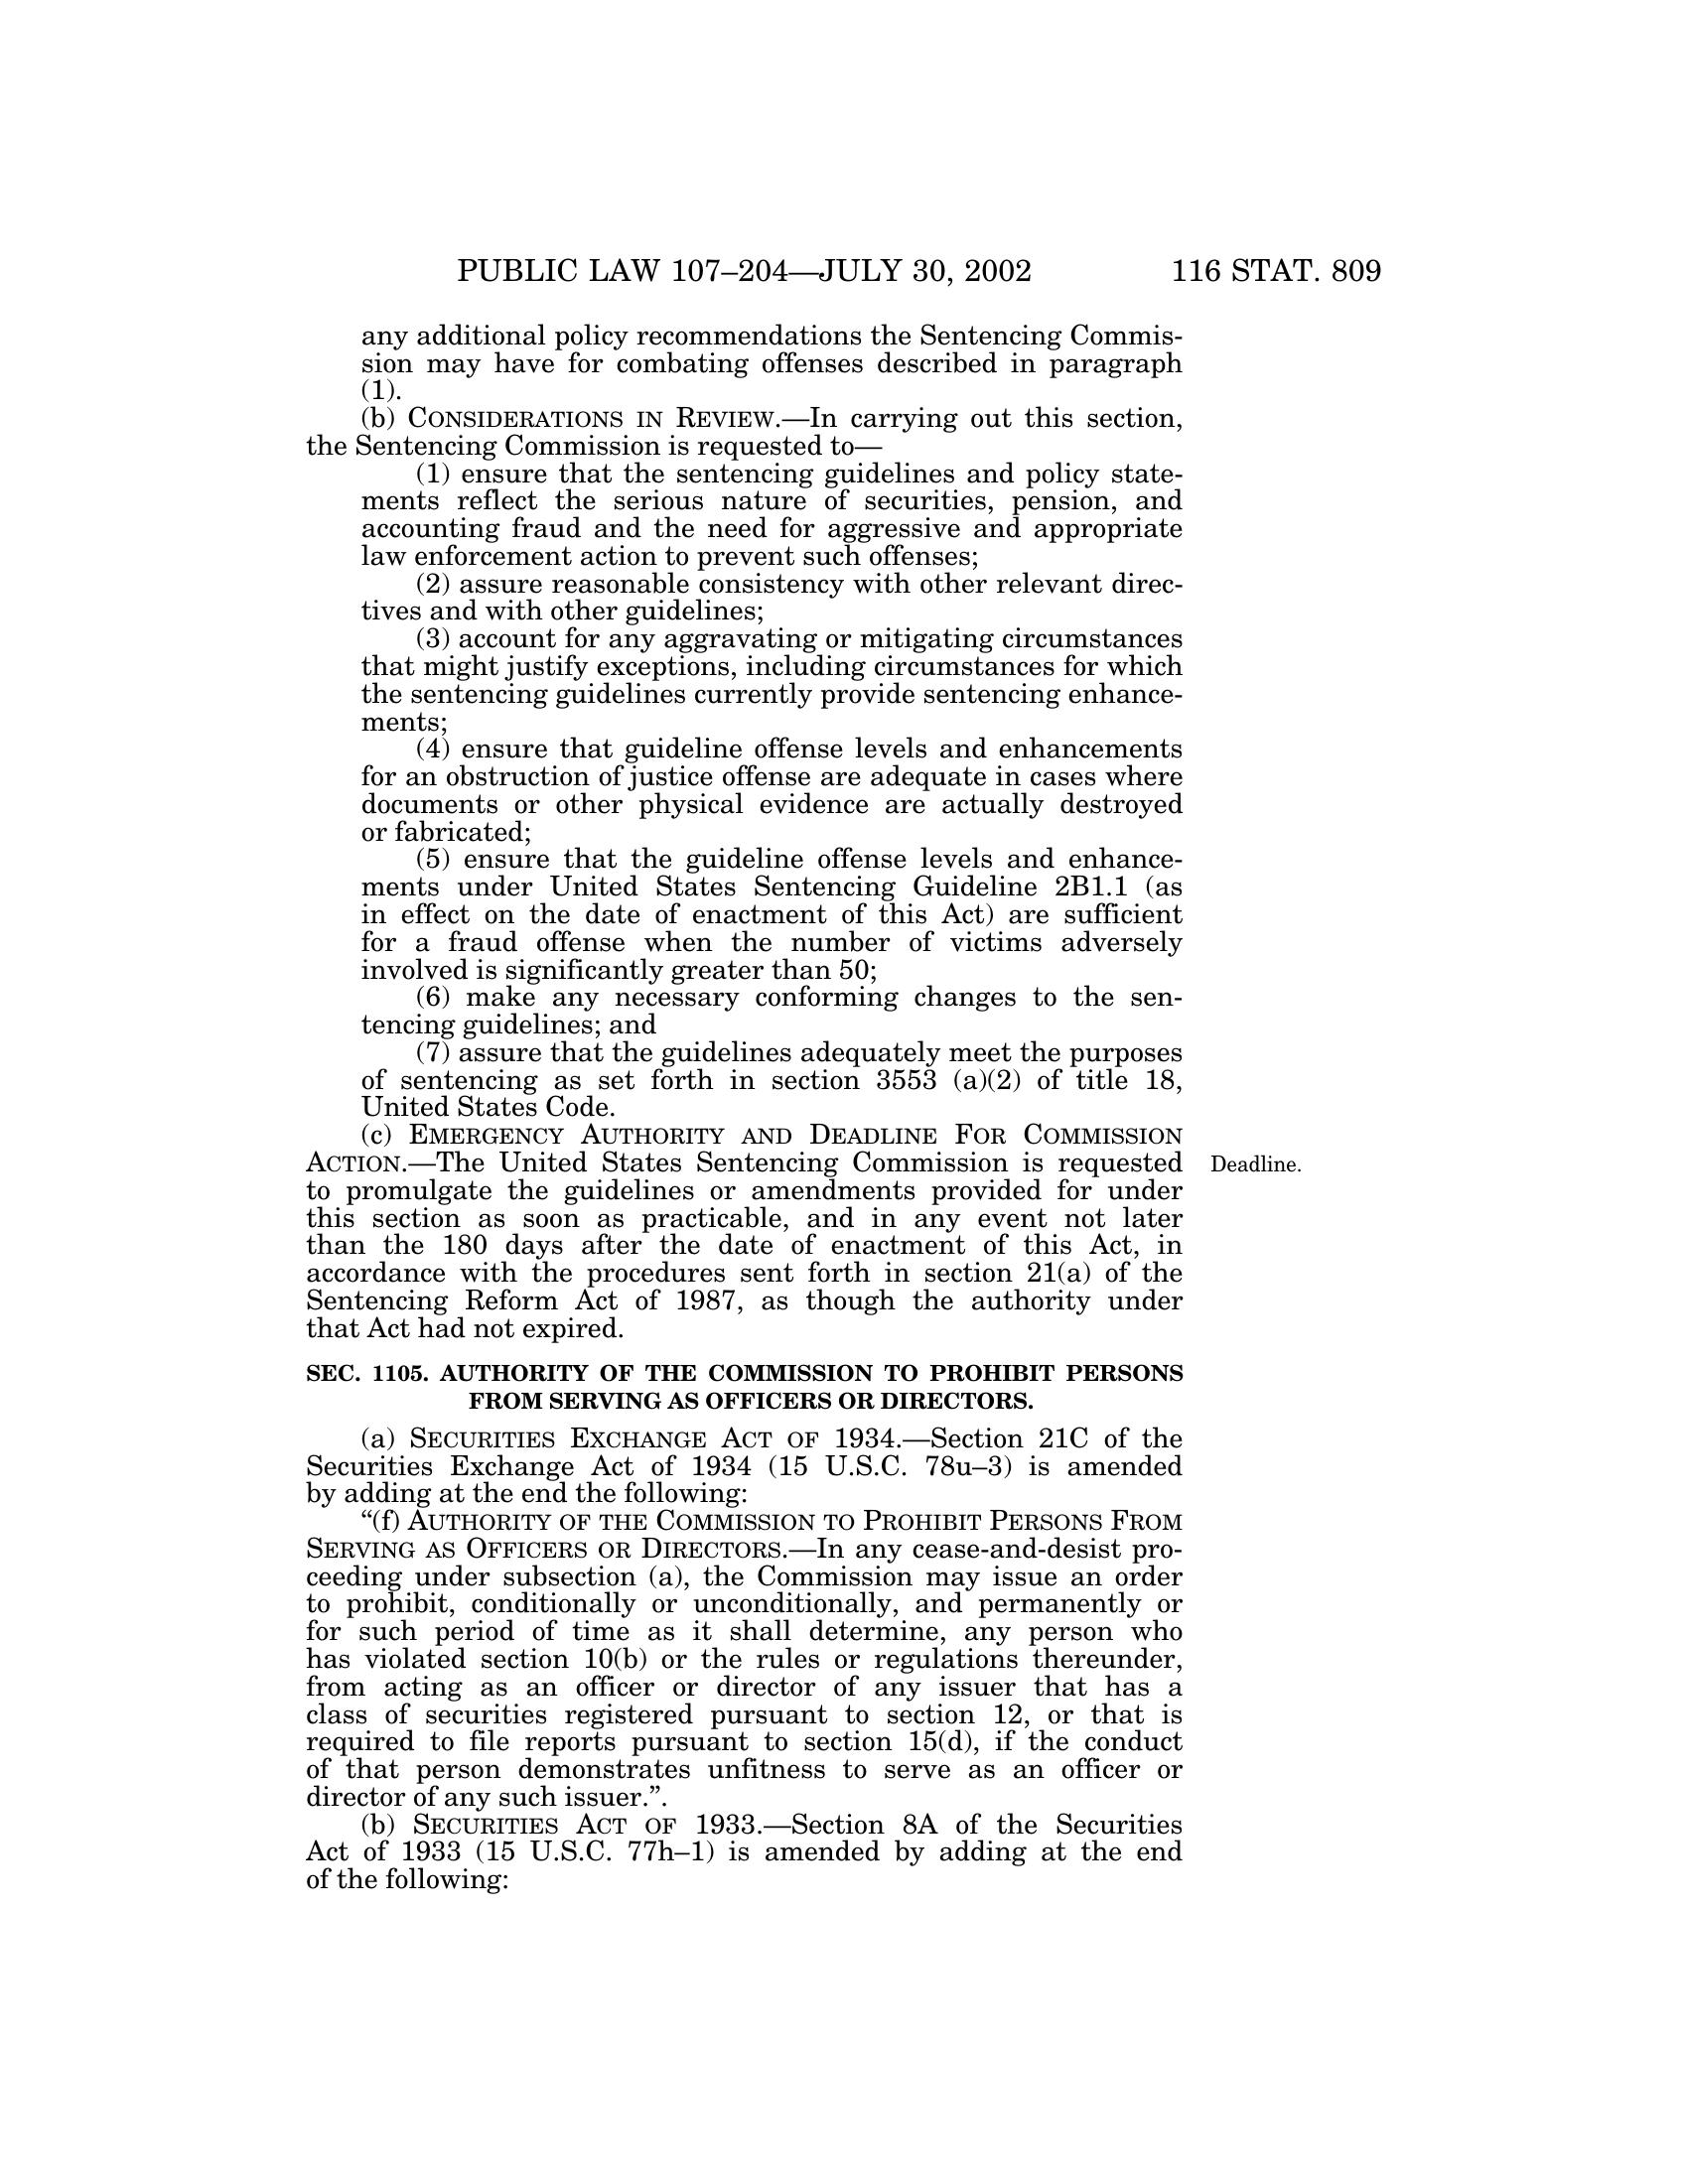 PUBLIC LAW 107–204—JULY 30, 2002 116 STAT. 809
any additional policy recommendations the Sentencing Commis-
sion may have for combating offenses described in paragraph
(1).
(b) CONSIDERATIONS IN REVIEW.—In carrying out this section,
the Sentencing Commission is requested to—
(1) ensure that the sentencing guidelines and policy state-
ments reflect the serious nature of securities, pension, and
accounting fraud and the need for aggressive and appropriate
law enforcement action to prevent such offenses;
(2) assure reasonable consistency with other relevant direc-
tives and with other guidelines;
(3) account for any aggravating or mitigating circumstances
that might justify exceptions, including circumstances for which
the sentencing guidelines currently provide sentencing enhance-
ments;
(4) ensure that guideline offense levels and enhancements
for an obstruction of justice offense are adequate in cases where
documents or other physical evidence are actually destroyed
or fabricated;
(5) ensure that the guideline offense levels and enhance-
ments under United States Sentencing Guideline 2B1.1 (as
in effect on the date of enactment of this Act) are sufficient
for a fraud offense when the number of victims adversely
involved is significantly greater than 50;
(6) make any necessary conforming changes to the sen-
tencing guidelines; and
(7) assure that the guidelines adequately meet the purposes
of sentencing as set forth in section 3553 (a)(2) of title 18,
United States Code.
(c) EMERGENCY AUTHORITY AND DEADLINE FOR COMMISSION
ACTION.—The United States Sentencing Commission is requested
Deadline.
to promulgate the guidelines or amendments provided for under
this section as soon as practicable, and in any event not later
than the 180 days after the date of enactment of this Act, in
accordance with the procedures sent forth in section 21(a) of the
Sentencing Reform Act of 1987, as though the authority under
that Act had not expired.
SEC. 1105. AUTHORITY OF THE COMMISSION TO PROHIBIT PERSONS
FROM SERVING AS OFFICERS OR DIRECTORS.
(a) SECURITIES EXCHANGE ACT OF 1934.—Section 21C of the
Securities Exchange Act of 1934 (15 U.S.C. 78u–3) is amended
by adding at the end the following:
“(f) AUTHORITY OF THE COMMISSION TO PROHIBIT PERSONS FROM
SERVING AS OFFICERS OR DIRECTORS.—In any cease-and-desist pro-
ceeding under subsection (a), the Commission may issue an order
to prohibit, conditionally or unconditionally, and permanently or
for such period of time as it shall determine, any person who
has violated section 10(b) or the rules or regulations thereunder,
from acting as an officer or director of any issuer that has a
class of securities registered pursuant to section 12, or that is
required to file reports pursuant to section 15(d), if the conduct
of that person demonstrates unfitness to serve as an officer or
director of any such issuer.”.
(b) SECURITIES ACT OF 1933.—Section 8A of the Securities
Act of 1933 (15 U.S.C. 77h–1) is amended by adding at the end
of the following: